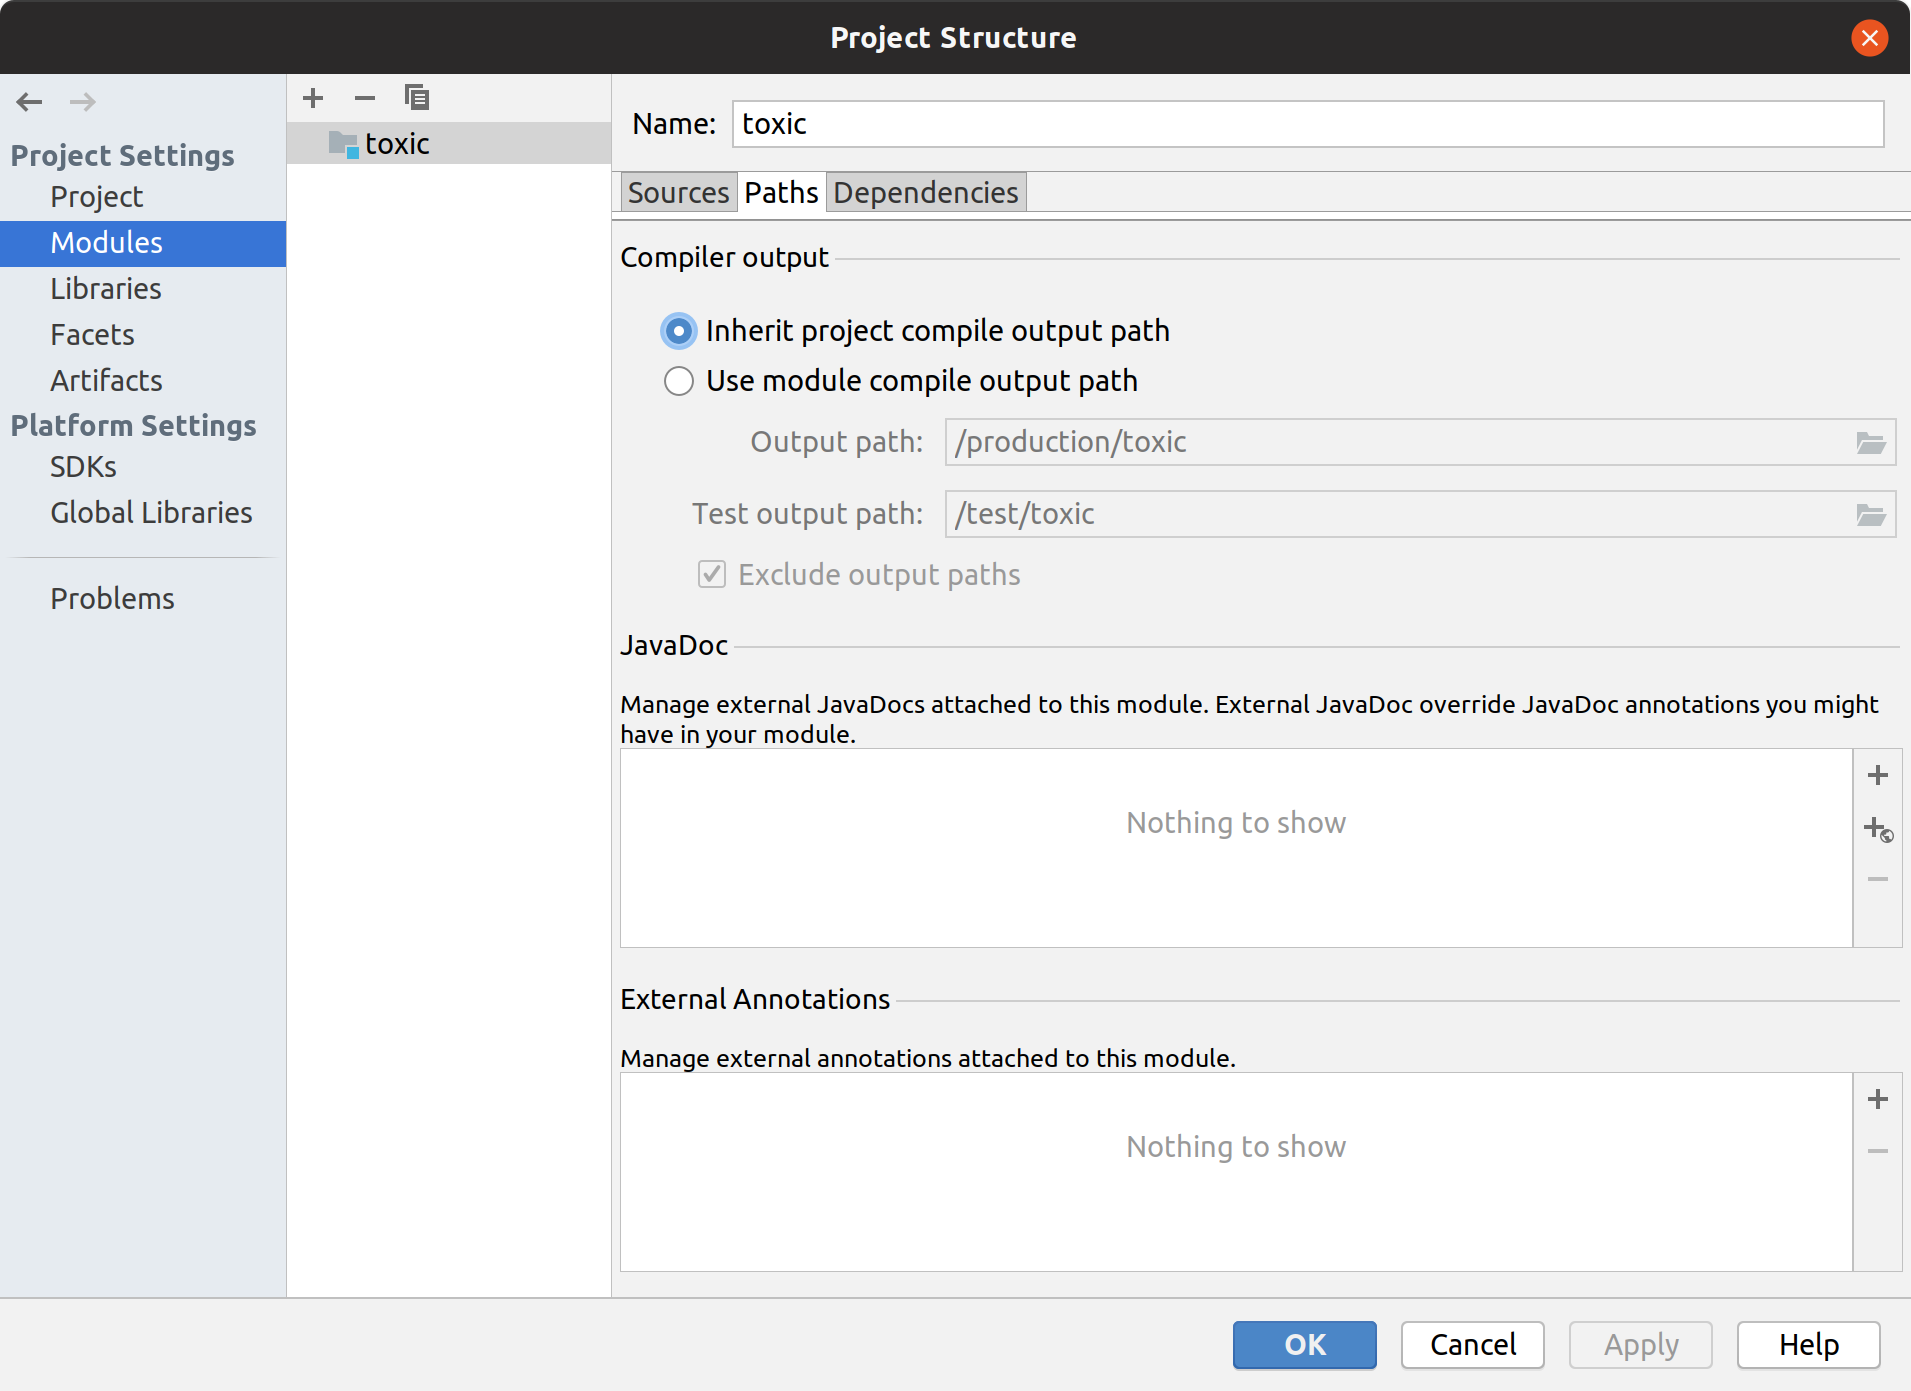 Project Structure
Project Settings
Project
Modules
Libraries
Facets
Artifacts
Platform Settings
SDKs
Global Libraries
Problems
toxic
Name: toxic
Sources Paths Dependencies
Compiler output
Inherit project compile output path
Use module compile output path
Output path: /production/toxic
Test output path: /test/toxic
Exclude output paths
JavaDoc
Manage external JavaDocs attached to this module. External JavaDoc override JavaDoc annotations you might
have in your module.
Nothing to show
External Annotations
Manage external annotations attached to this module.
Nothing to show
OK Cancel Apply Help